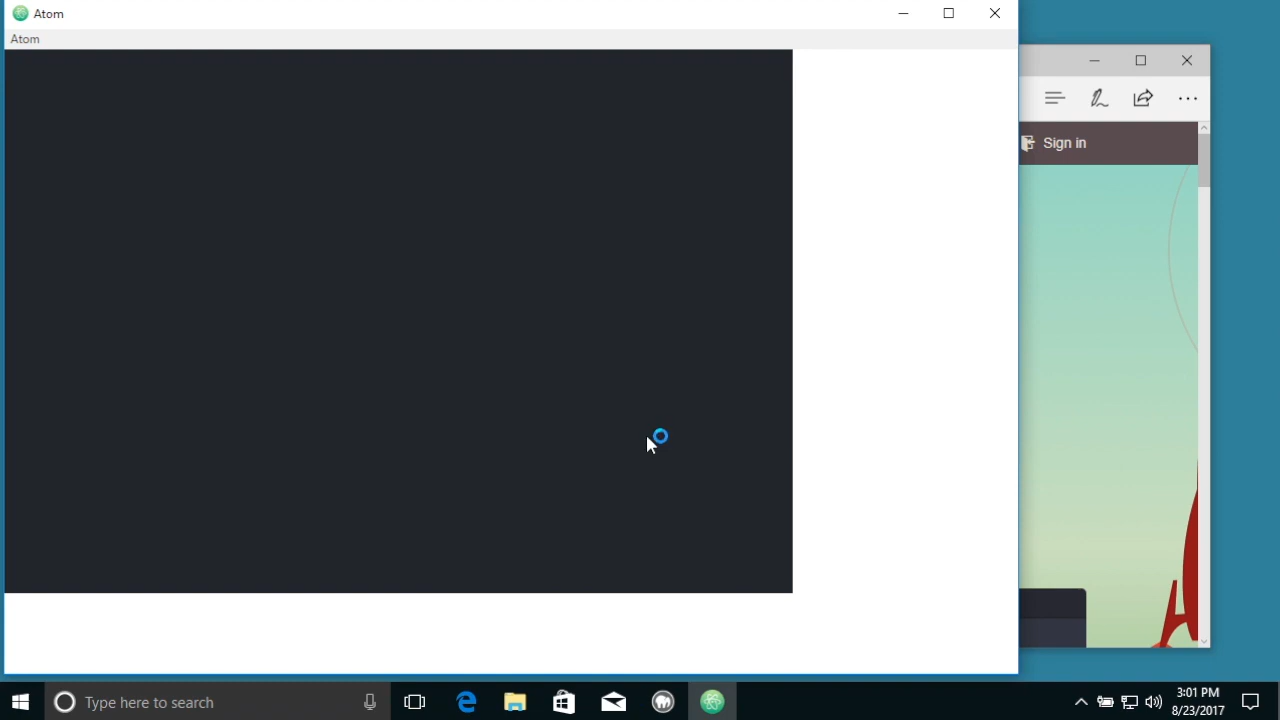 Atom
Atom
Sign in
Type here to search
3:01 PM
8/23/2017